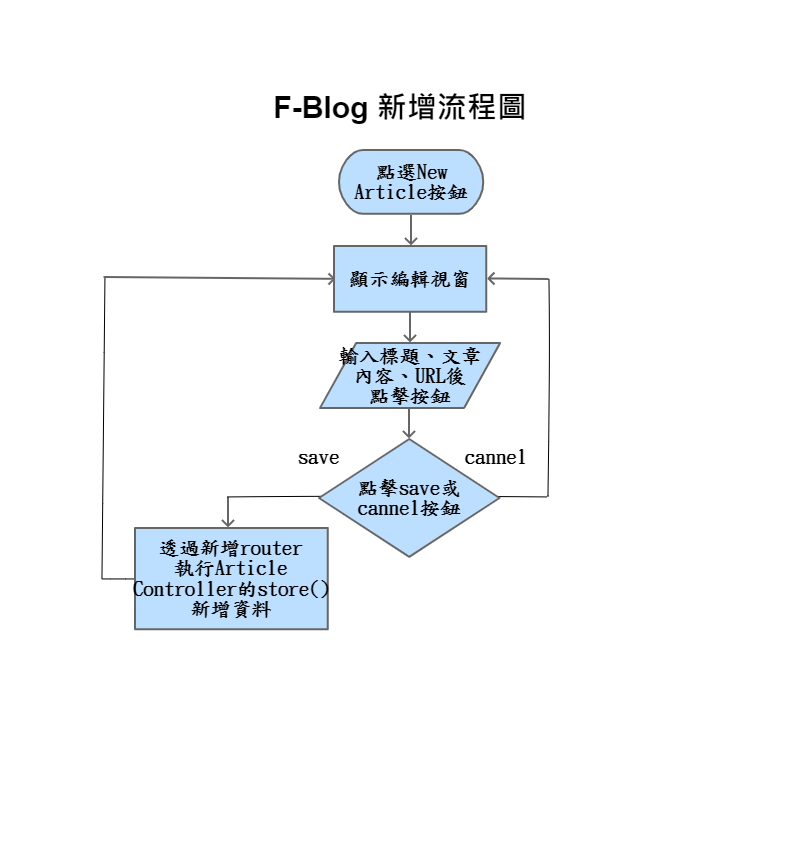 F-Blog 新增流程圖
點選New
Article按鈕
顯示編輯視窗
輸入標題、文章
內容、URL後
點擊按鈕
save
cannel
點擊save或
cannel按鈕
透過新增router
執行Article
Controller的store()
新增資料